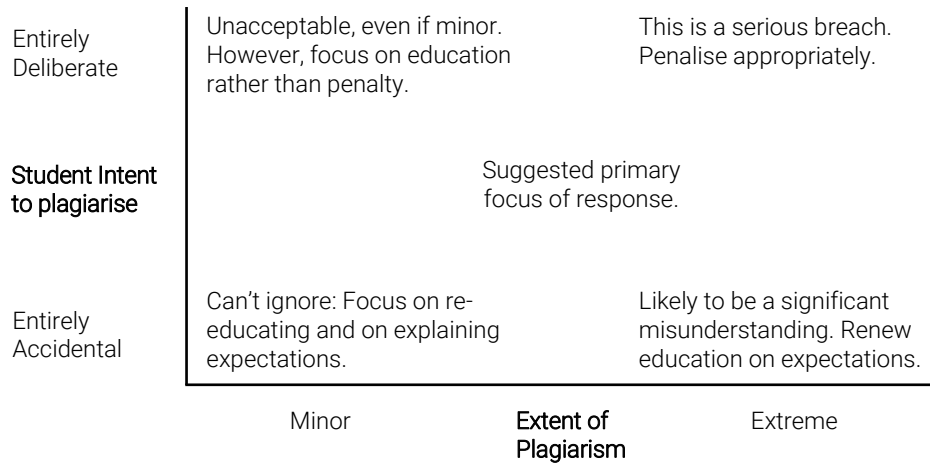 Entirely
Deliberate
Unacceptable, even if minor.
However, focus on education
rather than penalty.
This is a serious breach.
Penalise appropriately.
Student Intent
to plagiarise
Suggested primary
focus of response.
Entirely
Accidental
Can't ignore: Focus on re-
educating and on explaining
expectations.
Likely to be a significant
misunderstanding. Renew
education on expectations.
Minor
Extent of
Plagiarism
Extreme